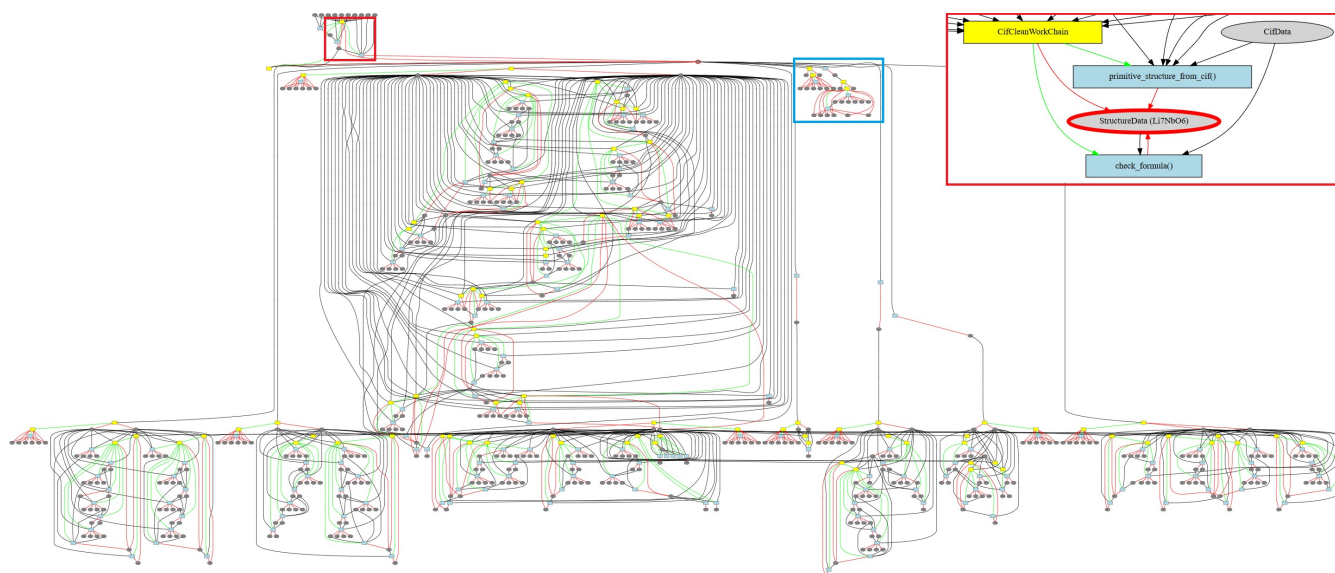 CifCleanWorkChain
CifData
primitive_structure_from_cif()
StructureData (Li7NbO6)
check_formula()